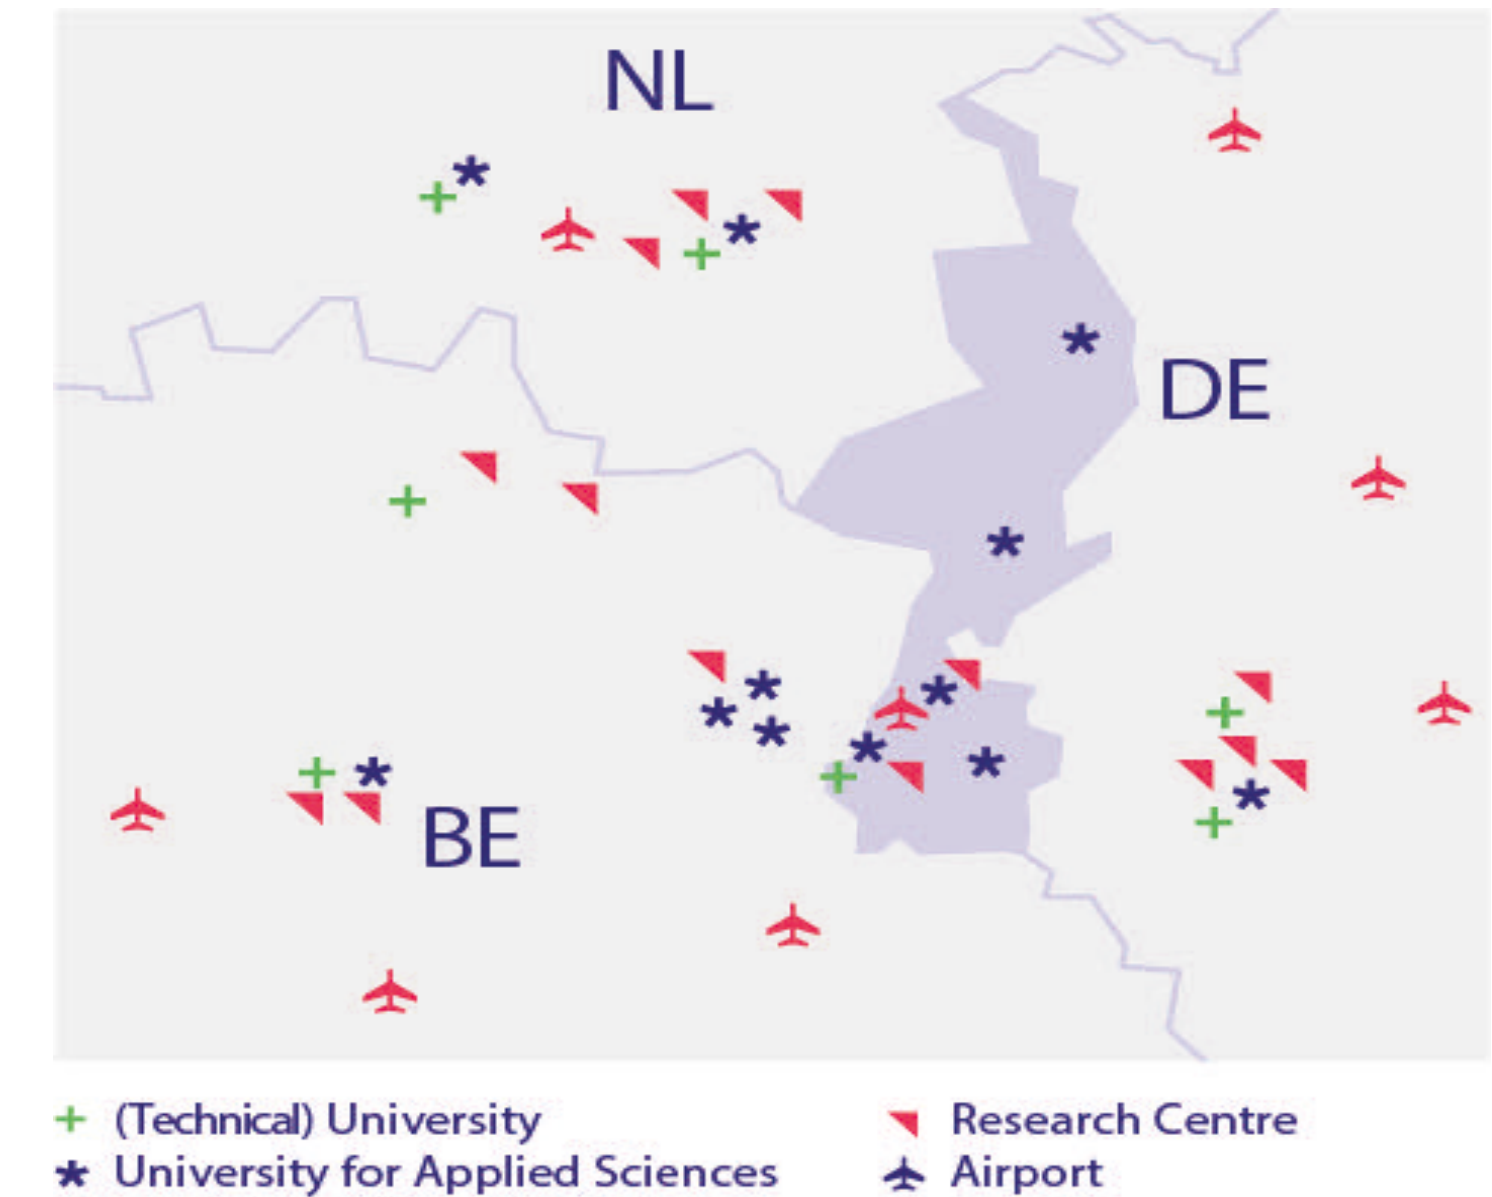 NL
DE
BE
(Technical) University
University for Applied Sciences
Research Centre
Airport